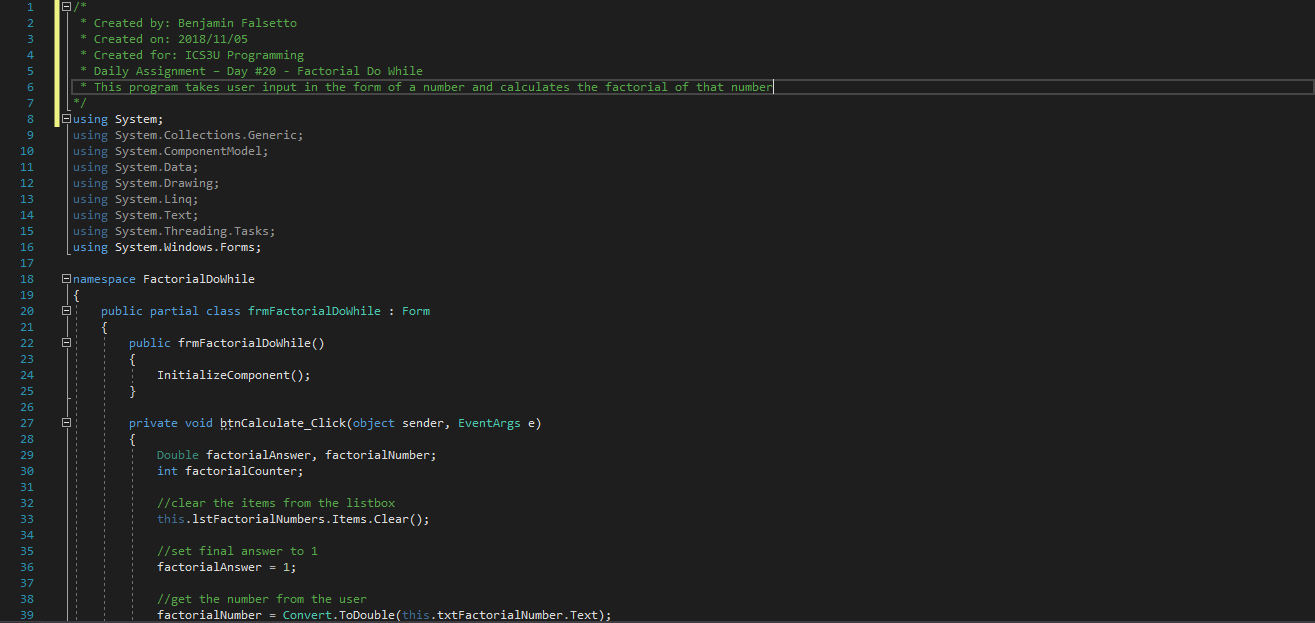 1 /*
2 * Created by: Benjamin Falsetto
3 * Created on: 2018/11/05
4 * Created for: ICS3U Programming
5 * Daily Assignment – Day #20 - Factorial Do While
6 * This program takes user input in the form of a number and calculates the factorial of that number
7 */
8 using System;
9 using System.Collections.Generic;
10 using System.ComponentModel;
11 using System.Data;
12 using System.Drawing;
13 using System.Linq;
14 using System.Text;
15 using System.Threading.Tasks;
16 using System.Windows.Forms;
17
18 namespace FactorialDoWhile
19 {
20 public partial class frmFactorialDoWhile : Form
21 {
22 public frmFactorialDoWhile()
23 {
24 InitializeComponent();
25 }
26
27 private void btnCalculate_Click(object sender, EventArgs e)
28 {
29 Double factorialAnswer, factorialNumber;
30 int factorialCounter;
31
32 //clear the items from the listbox
33 this.lstFactorialNumbers.Items.Clear();
34
35 //set final answer to 1
36 factorialAnswer = 1;
37
38 //get the number from the user
39 factorialNumber = Convert.ToDouble(this.txtFactorialNumber.Text);